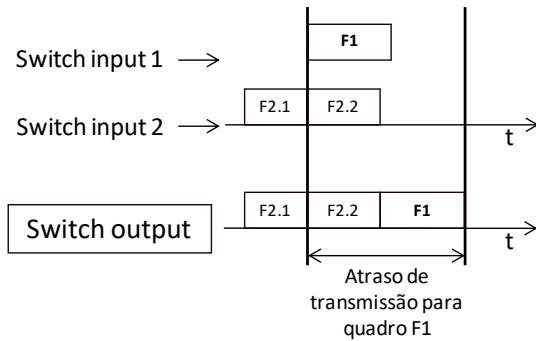 F1
Switch input 1
F2.1 F2.2
Switch input 2
t
F2.1 F2.2 F1
Switch output
t
Atraso de
transmissão para
quadro F1